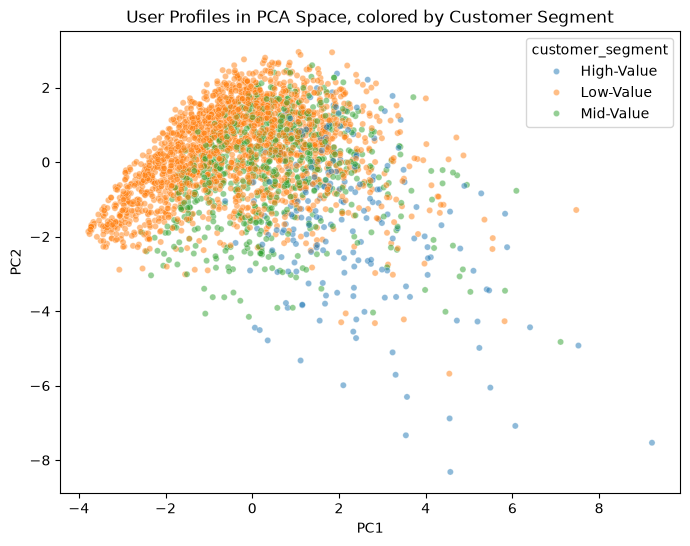 User Profiles in PCA Space, colored by Customer Segment
customer_segment
High-Value
Low-Value
Mid-Value
2
0
−2
−4
−6
−8
PC2
−4
−2
0
2
4
6
8
PC1